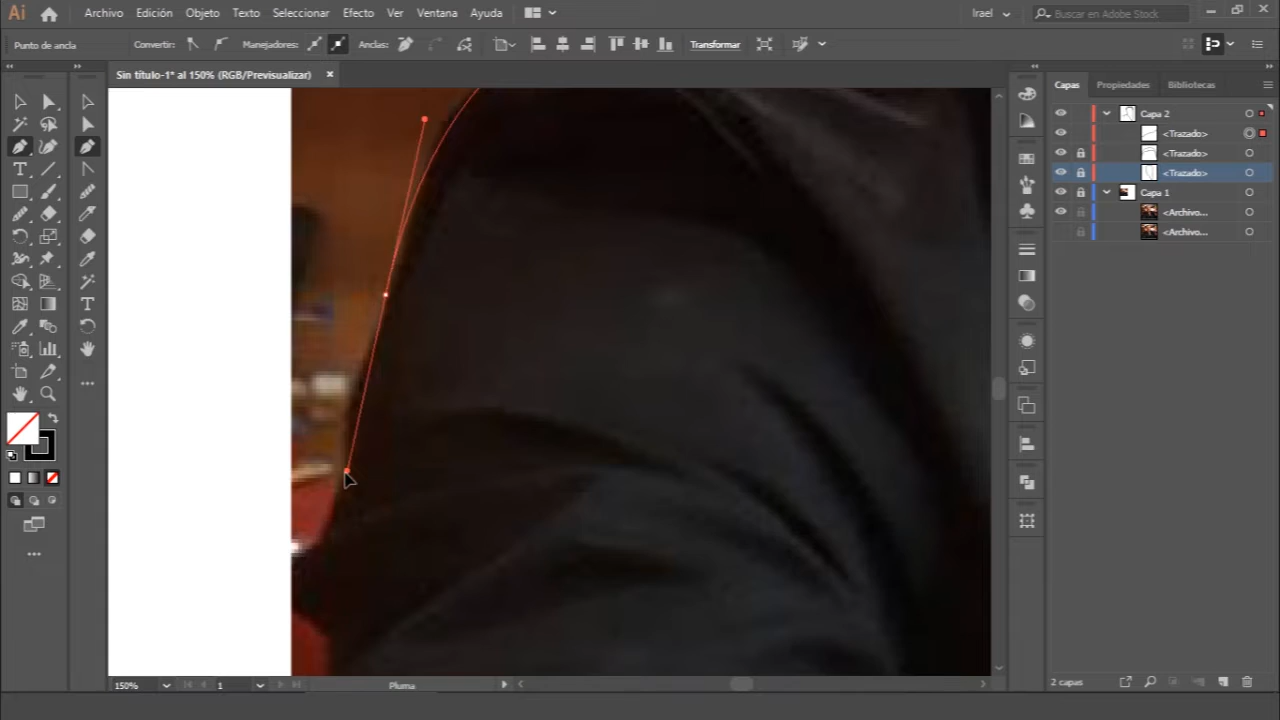 Ai Archivo Edición Objeto Texto Seleccionar Efecto Ver Ventana Ayuda Irael Buscar en Adobe Stock
Punto de ancla Convertir: Manejadores: Anclas: Transformar
Sin título-1* al 150% (RGB/Previsualizar) ×
Capas Propiedades Bibliotecas
Capa 2
<Trazado>
<Trazado>
<Trazado>
Capa 1
<Archivo...
<Archivo...
150% 1 Pluma
2 capas